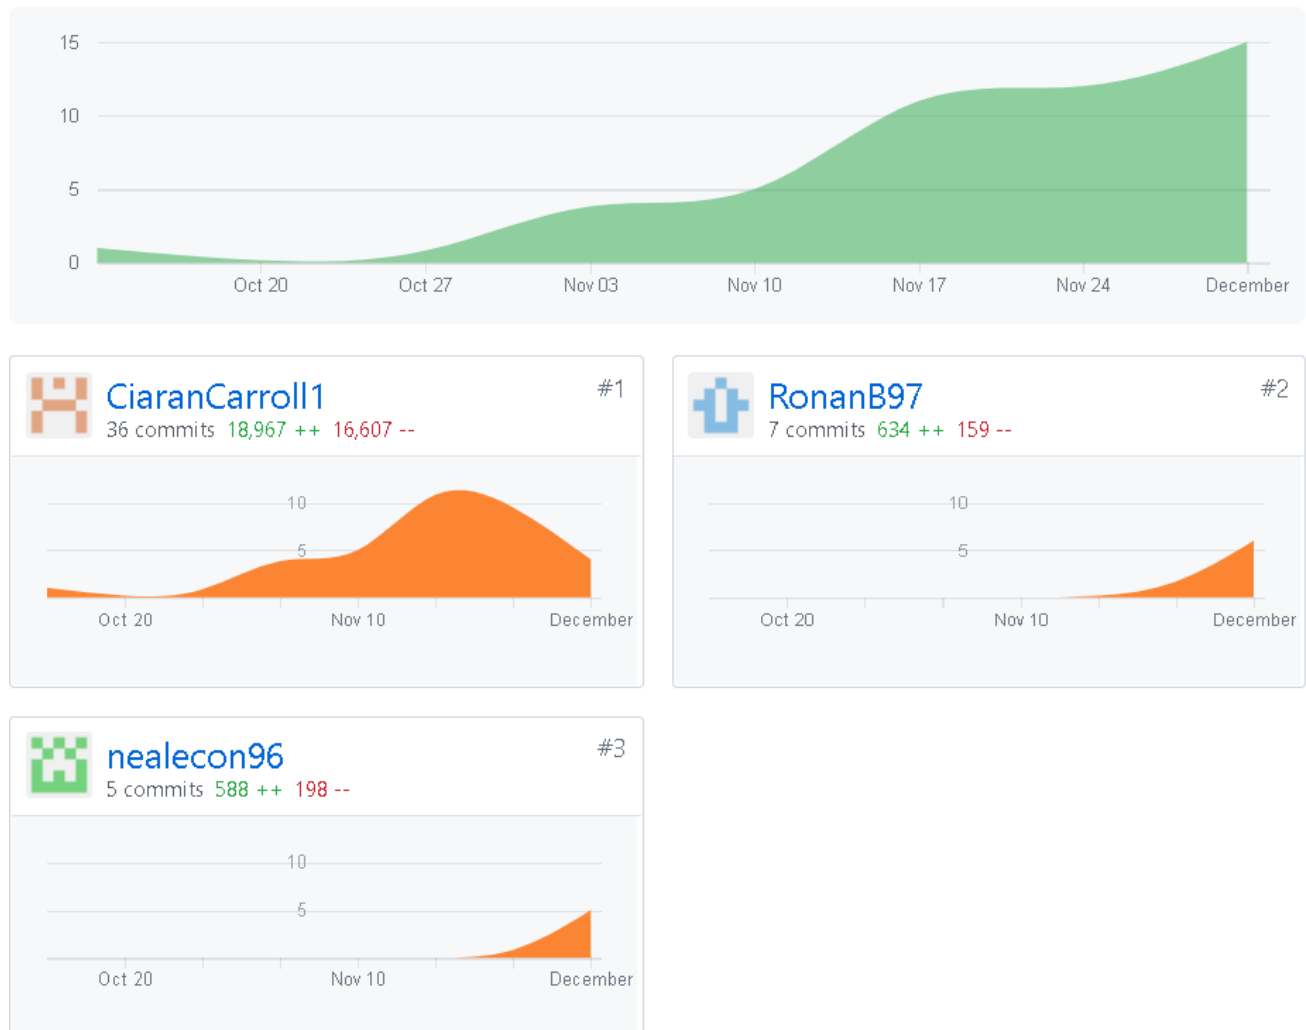 15
10
5
0
Oct 20 Oct 27 Nov 03 Nov 10 Nov 17 Nov 24 December
CiaranCarroll1 #1
36 commits 18,967 ++ 16,607 --
10
5
Oct 20 Nov 10 December
RonanB97 #2
7 commits 634 ++ 159 --
10
5
Oct 20 Nov 10 December
nealecon96 #3
5 commits 588 ++ 198 --
10
5
Oct 20 Nov 10 December